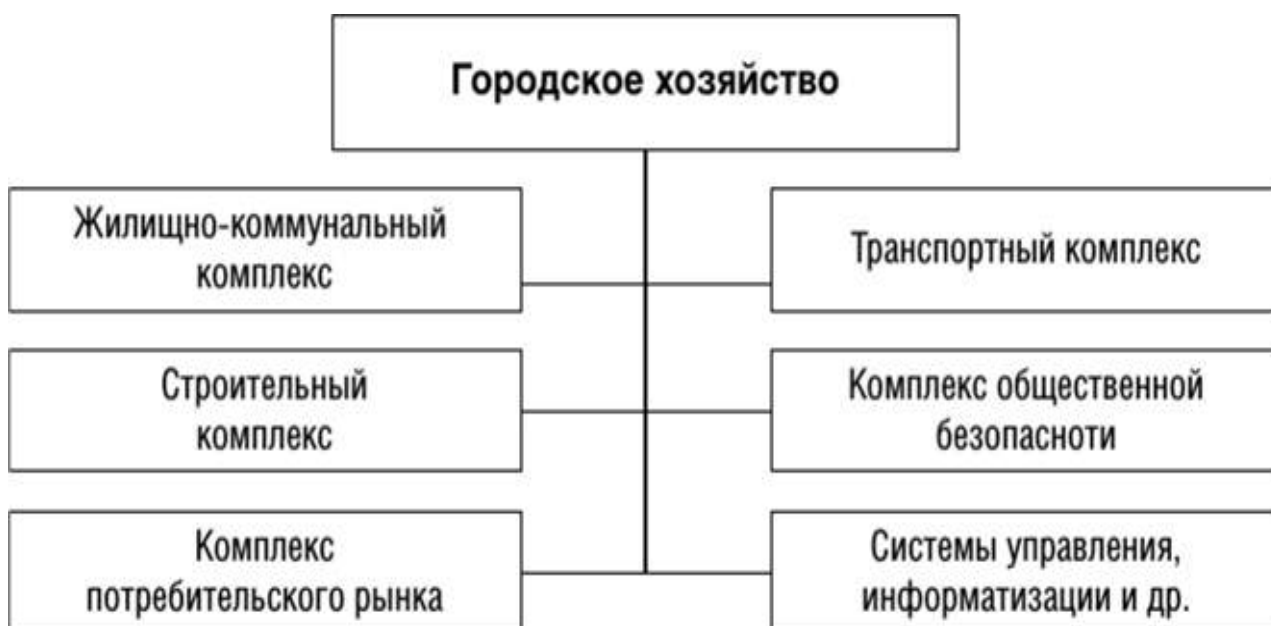 Городское хозяйство
Жилищно-коммунальный
комплекс
Транспортный комплекс
Строительный
комплекс
Комплекс общественной
безопасноти
Комплекс
потребительского рынка
Системы управления,
информатизации и др.